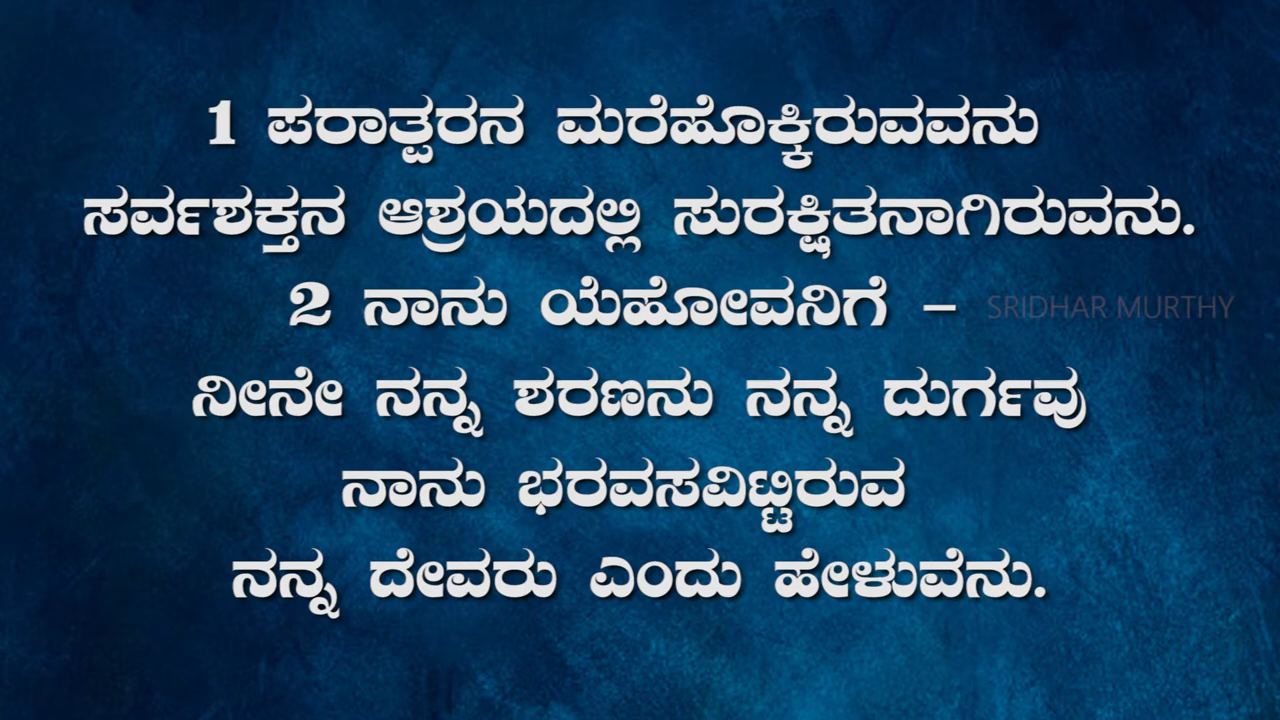 1 ಪರಾತ್ಪರನ ಮರೆಹೊಕ್ಕಿರುವವನು
ಸರ್ವಶಕ್ತನ ಆಶ್ರಯದಲ್ಲಿ ಸುರಕ್ಷಿತನಾಗಿರುವನು.
2 ನಾನು ಯೆಹೋವನಿಗೆ – SRIDHAR MURTHY
ನೀನೇ ನನ್ನ ಶರಣನು ನನ್ನ ದುರ್ಗವು
ನಾನು ಭರವಸವಿಟ್ಟಿರುವ
ನನ್ನ ದೇವರು ಎಂದು ಹೇಳುವೆನು.